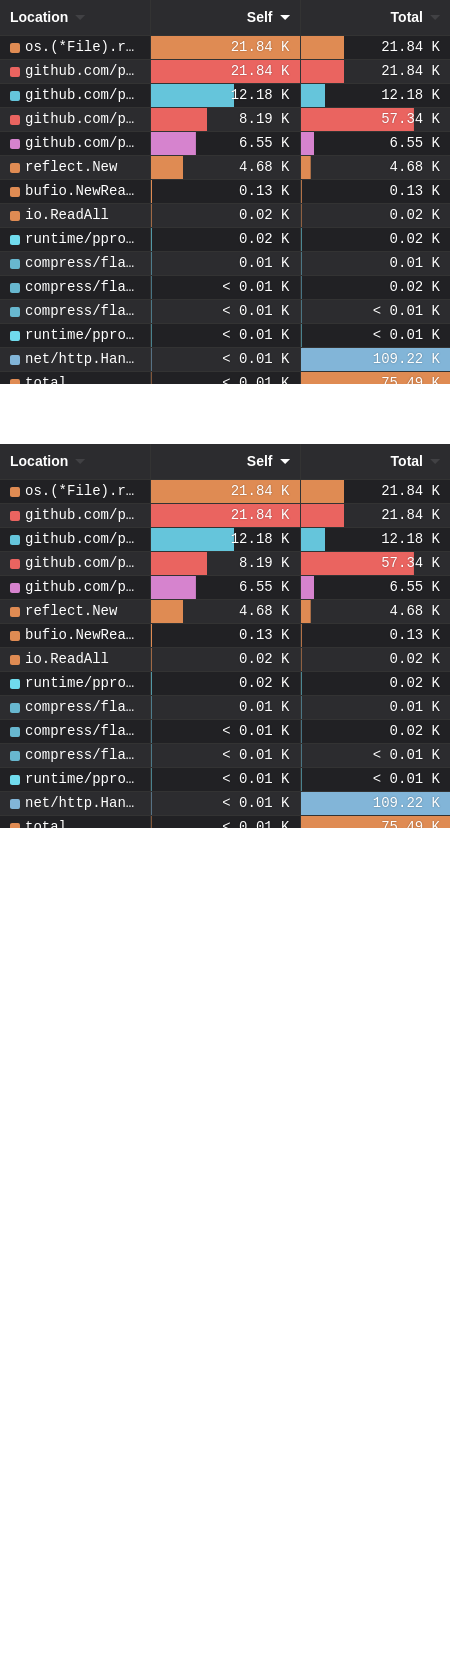 Location Self Total
os.(*File).r… 21.84 K 21.84 K
github.com/p… 21.84 K 21.84 K
github.com/p… 12.18 K 12.18 K
github.com/p… 8.19 K 57.34 K
github.com/p… 6.55 K 6.55 K
reflect.New 4.68 K 4.68 K
bufio.NewRea… 0.13 K 0.13 K
io.ReadAll 0.02 K 0.02 K
runtime/ppro… 0.02 K 0.02 K
compress/fla… 0.01 K 0.01 K
compress/fla… < 0.01 K 0.02 K
compress/fla… < 0.01 K < 0.01 K
runtime/ppro… < 0.01 K < 0.01 K
net/http.Han… < 0.01 K 109.22 K
total < 0.01 K 75.49 K
Location Self Total
os.(*File).r… 21.84 K 21.84 K
github.com/p… 21.84 K 21.84 K
github.com/p… 12.18 K 12.18 K
github.com/p… 8.19 K 57.34 K
github.com/p… 6.55 K 6.55 K
reflect.New 4.68 K 4.68 K
bufio.NewRea… 0.13 K 0.13 K
io.ReadAll 0.02 K 0.02 K
runtime/ppro… 0.02 K 0.02 K
compress/fla… 0.01 K 0.01 K
compress/fla… < 0.01 K 0.02 K
compress/fla… < 0.01 K < 0.01 K
runtime/ppro… < 0.01 K < 0.01 K
net/http.Han… < 0.01 K 109.22 K
total < 0.01 K 75.49 K